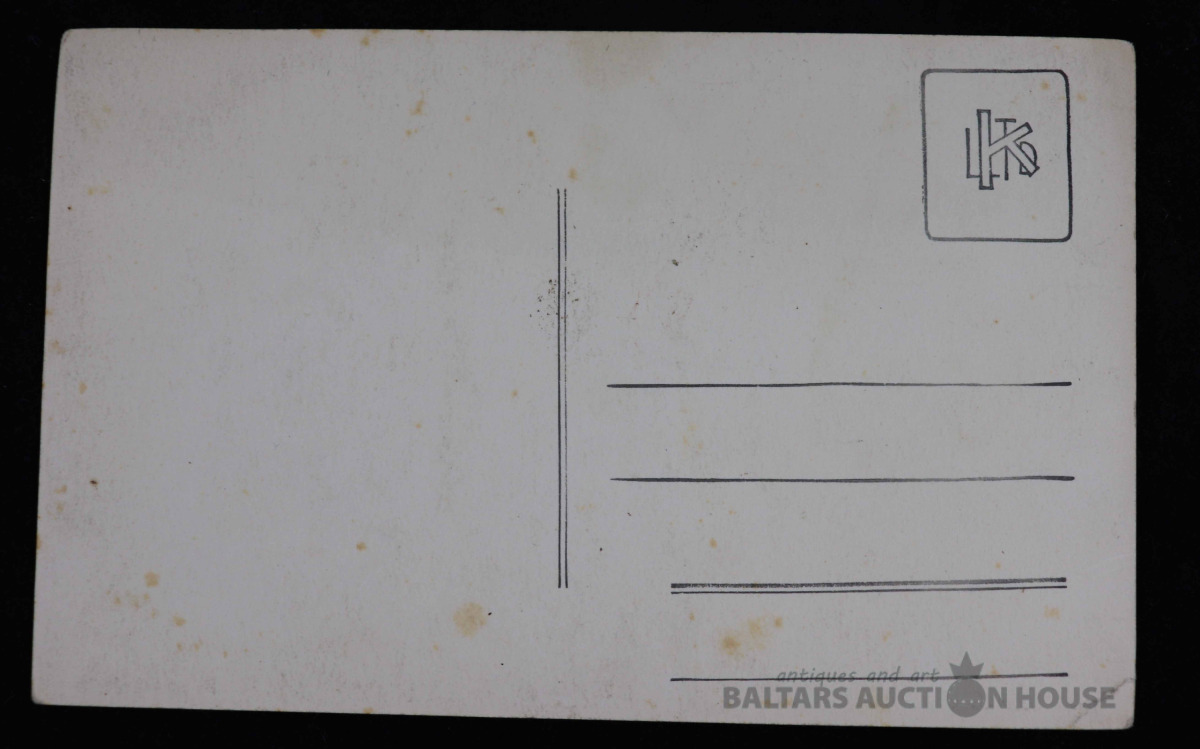 antiques and art
BALTARS AUCTION HOUSE